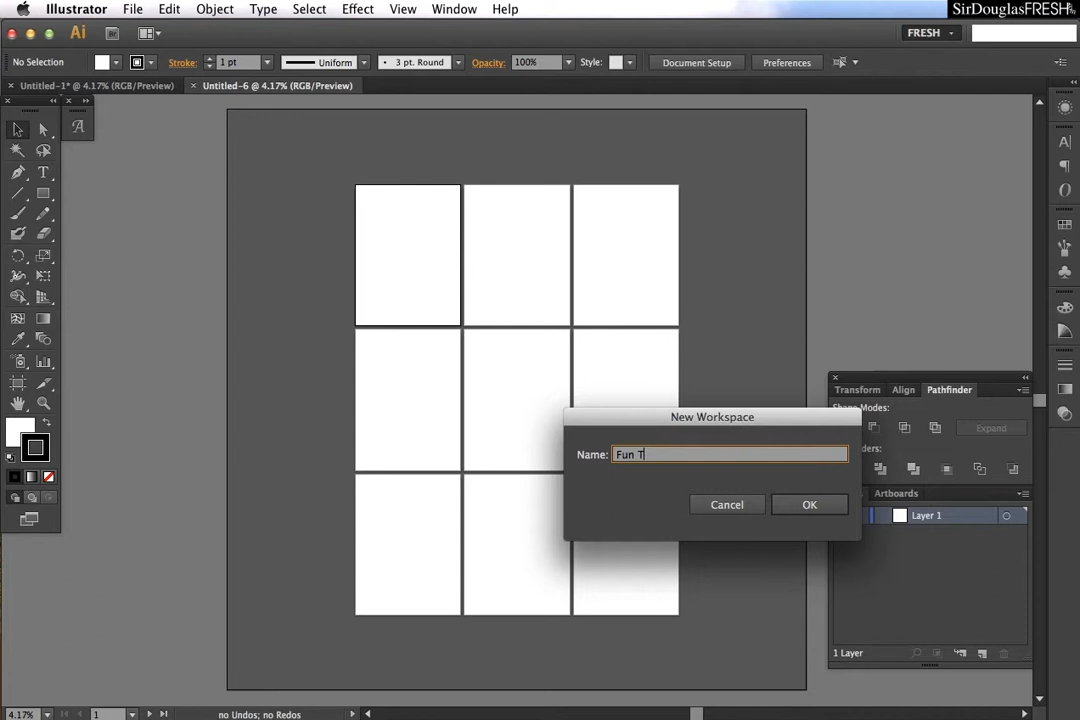 Illustrator File Edit Object Type Select Effect View Window Help
SirDouglasFRESH
Ai Br FRESH
No Selection Stroke: 1 pt Uniform 3 pt. Round Opacity: 100% Style: Document Setup Preferences
Untitled-1* @ 4.17% (RGB/Preview) Untitled-6 @ 4.17% (RGB/Preview)
Transform Align Pathfinder
Shape Modes:
Expand
New Workspace
Name: Fun T
Cancel OK
ders:
Artboards
Layer 1
1 Layer
4.17% 1 no Undos; no Redos